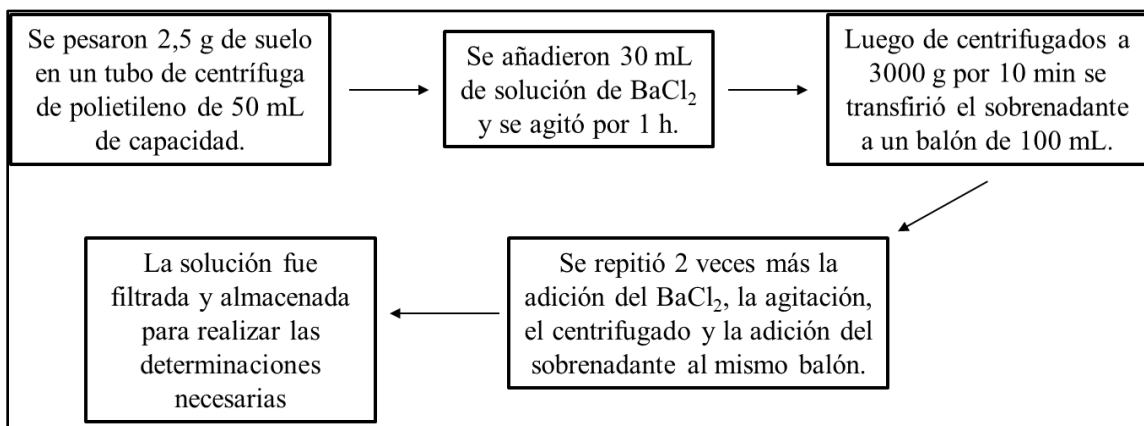 Se pesaron 2,5 g de suelo
en un tubo de centrífuga
de polietileno de 50 mL
de capacidad.
Se añadieron 30 mL
de solución de BaCl₂
y se agitó por 1 h.
Luego de centrifugados a
3000 g por 10 min se
transfirió el sobrenadante
a un balón de 100 mL.
Se repitió 2 veces más la
adición del BaCl₂, la agitación,
el centrifugado y la adición del
sobrenadante al mismo balón.
La solución fue
filtrada y almacenada
para realizar las
determinaciones
necesarias